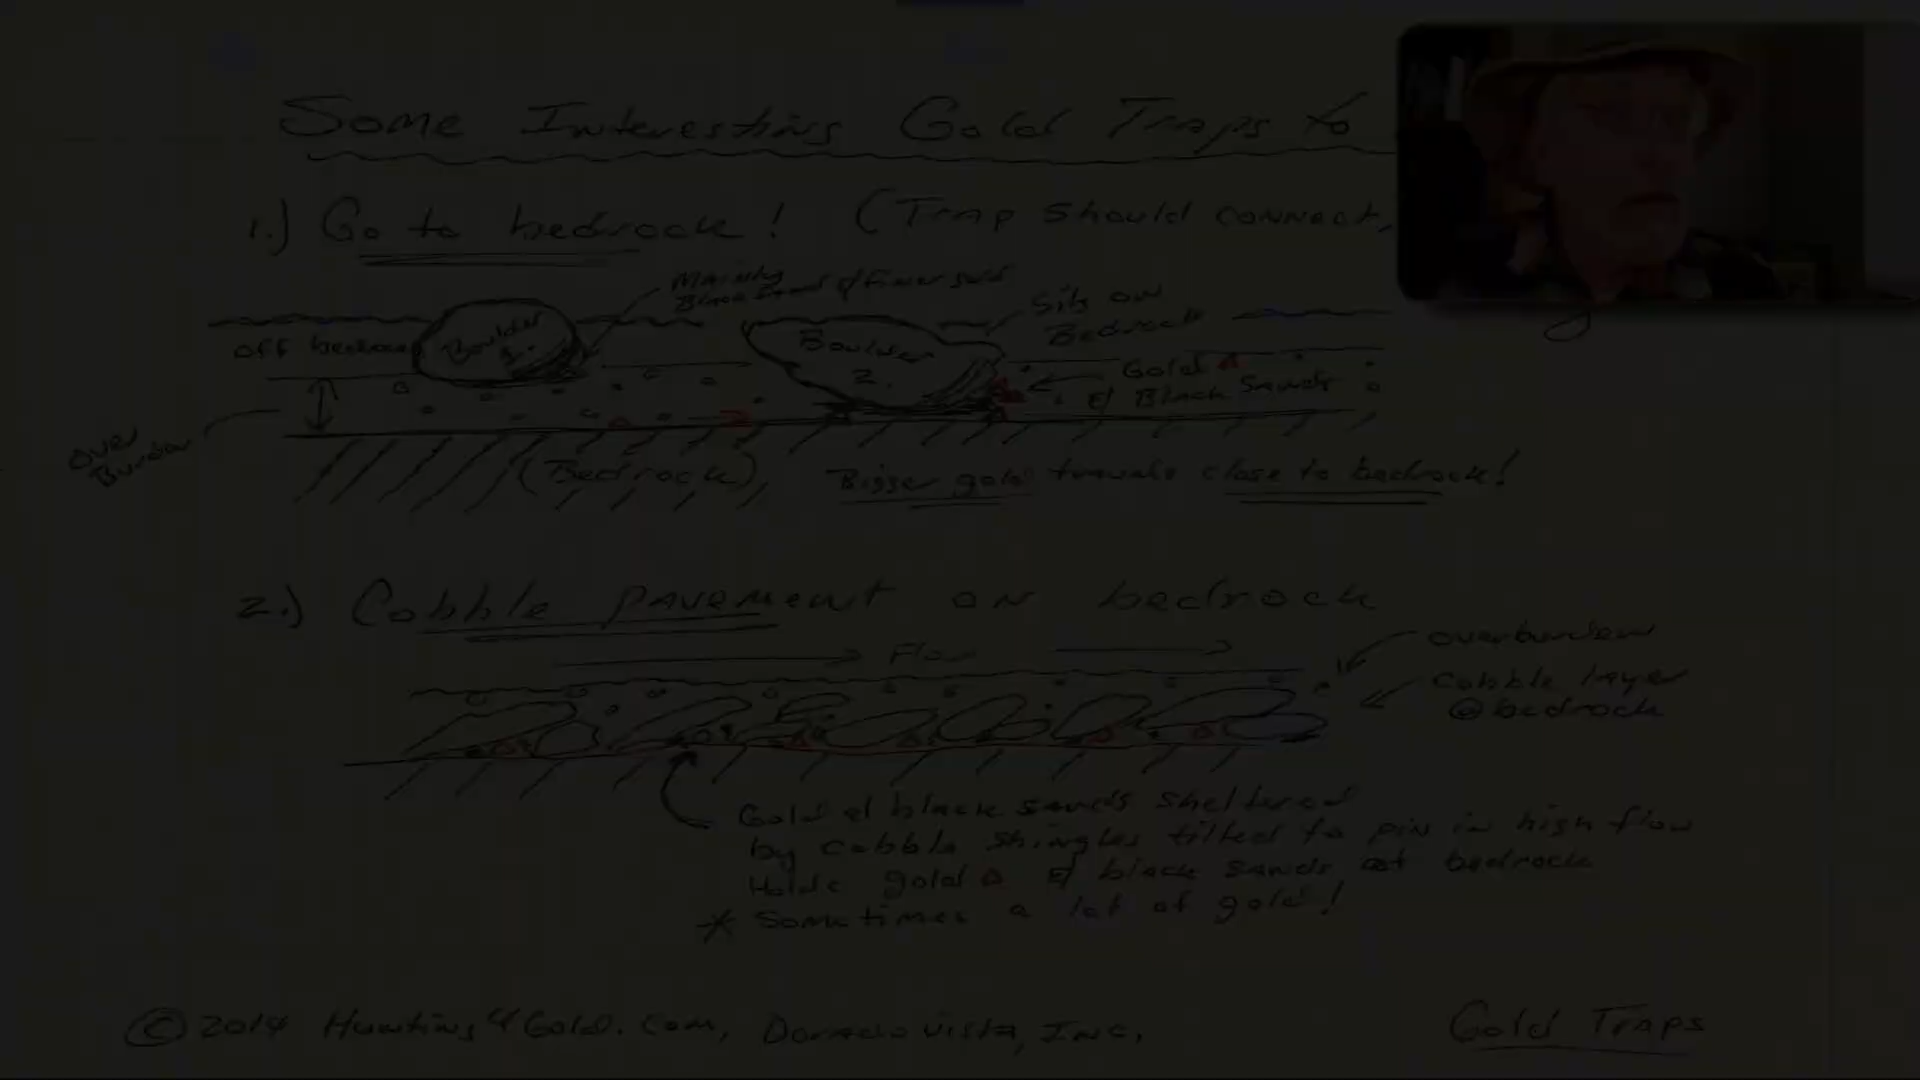 Some Interesting Gold Traps to
1.) Go to bedrock! (Trap should connect,
Mainly
Black Sand & Finer Gold
Sits on
Bedrock
off bedrock
Boulder
1.
Boulder
2.
Gold
& Black Sands
Over
Burden
(Bedrock)
Bigger gold travels close to bedrock!
2.) Cobble pavement on bedrock
Flow
overburden
cobble layer
@ bedrock
Gold & black sands sheltered
by cobble shingles tilted to pin in high flow
Holds gold & black sands at bedrock
* Sometimes a lot of gold!
© 2014 Hunting4Gold.com, Dorado Vista, Inc.
Gold Traps